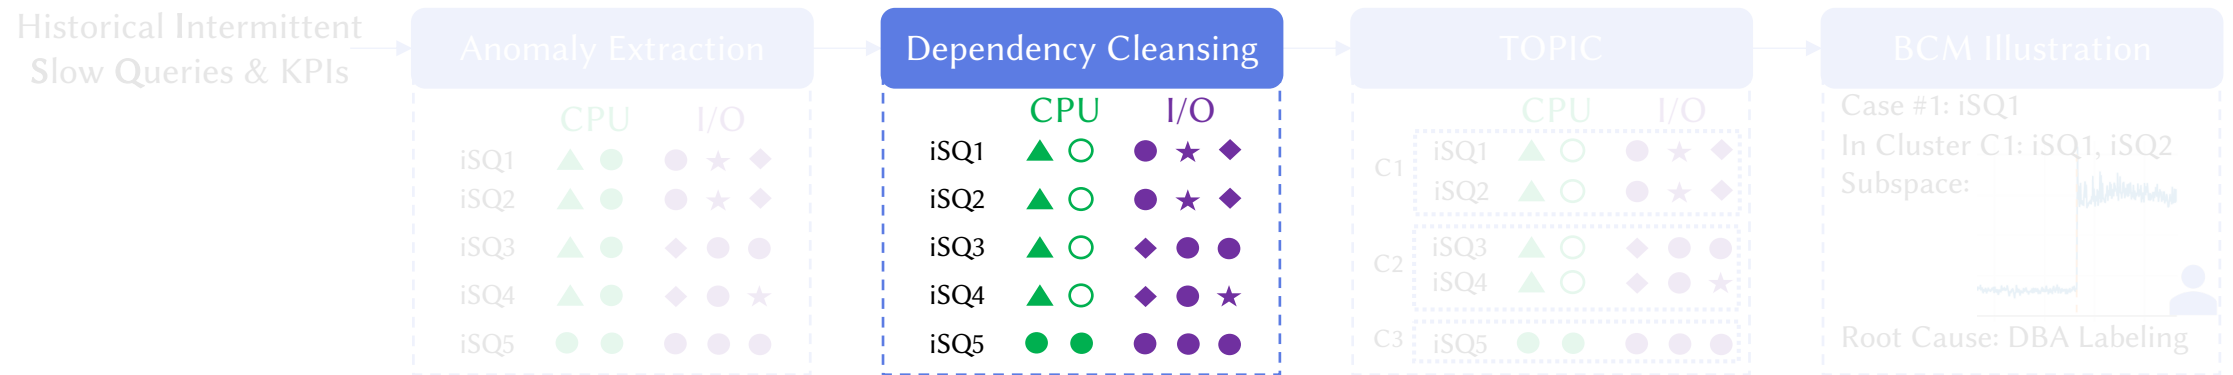 Historical Intermittent
Slow Queries & KPIs
Anomaly Extraction
CPU I/O
iSQ1
iSQ2
iSQ3
iSQ4
iSQ5
Dependency Cleansing
CPU I/O
iSQ1
iSQ2
iSQ3
iSQ4
iSQ5
TOPIC
CPU I/O
C1
iSQ1
iSQ2
C2
iSQ3
iSQ4
C3
iSQ5
BCM Illustration
Case #1: iSQ1
In Cluster C1: iSQ1, iSQ2
Subspace:
Root Cause: DBA Labeling